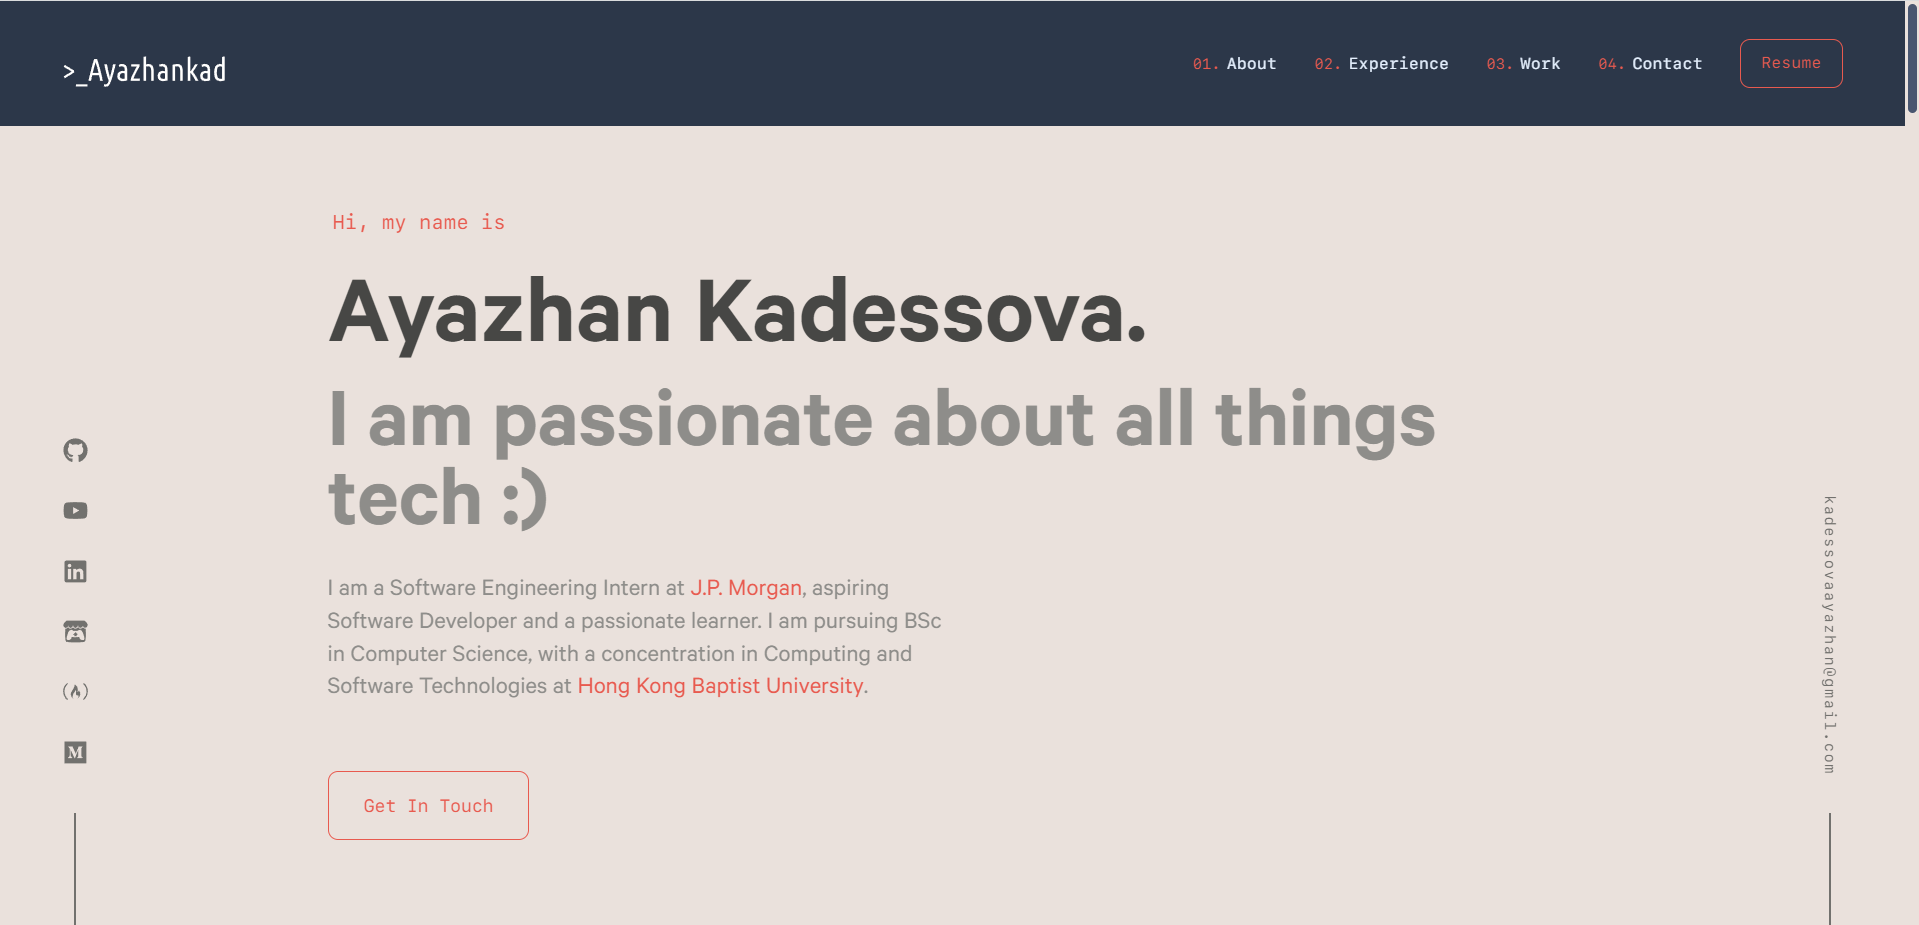 >_Ayazhankad
01. About
02. Experience
03. Work
04. Contact
Resume
Hi, my name is
Ayazhan Kadessova.
I am passionate about all things
tech :)
I am a Software Engineering Intern at J.P. Morgan, aspiring
Software Developer and a passionate learner. I am pursuing BSc
in Computer Science, with a concentration in Computing and
Software Technologies at Hong Kong Baptist University.
Get In Touch
kadessovaayazhan@gmail.com